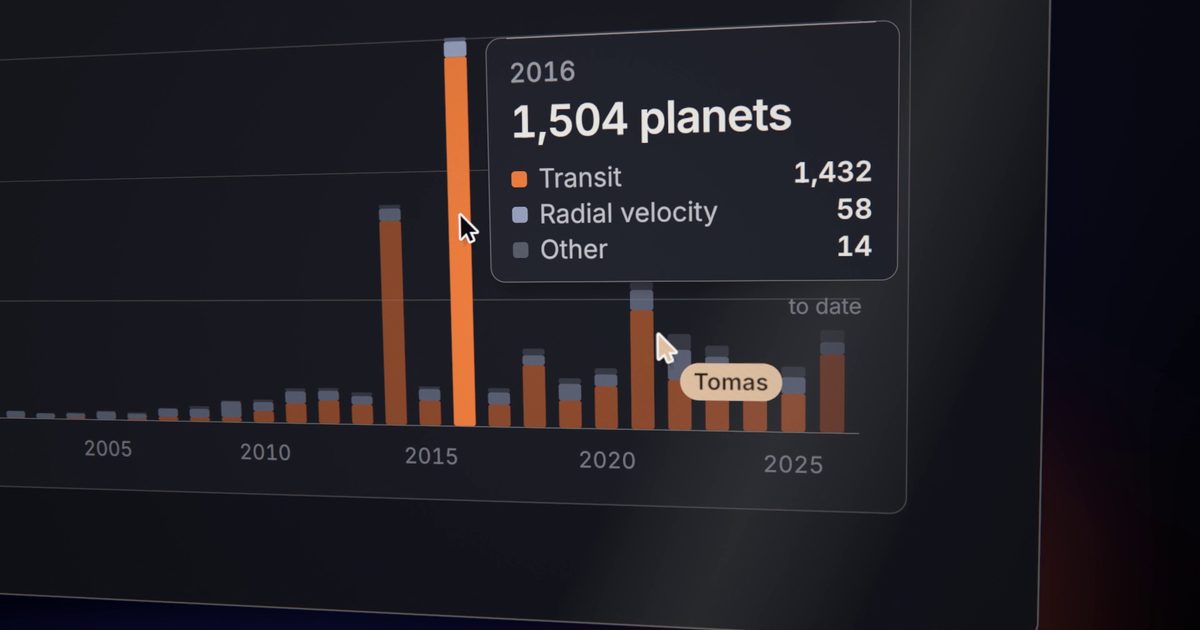 2016
1,504 planets
Transit 1,432
Radial velocity 58
Other 14
to date
Tomas
2005 2010 2015 2020 2025